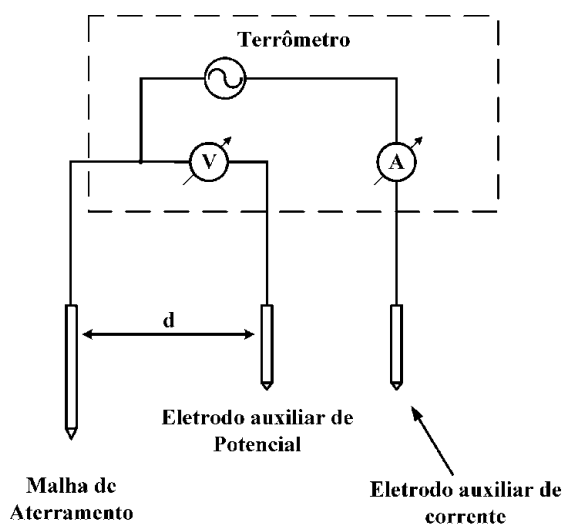 Terrômetro
V
A
d
Eletrodo auxiliar de
Potencial
Malha de
Aterramento
Eletrodo auxiliar de
corrente